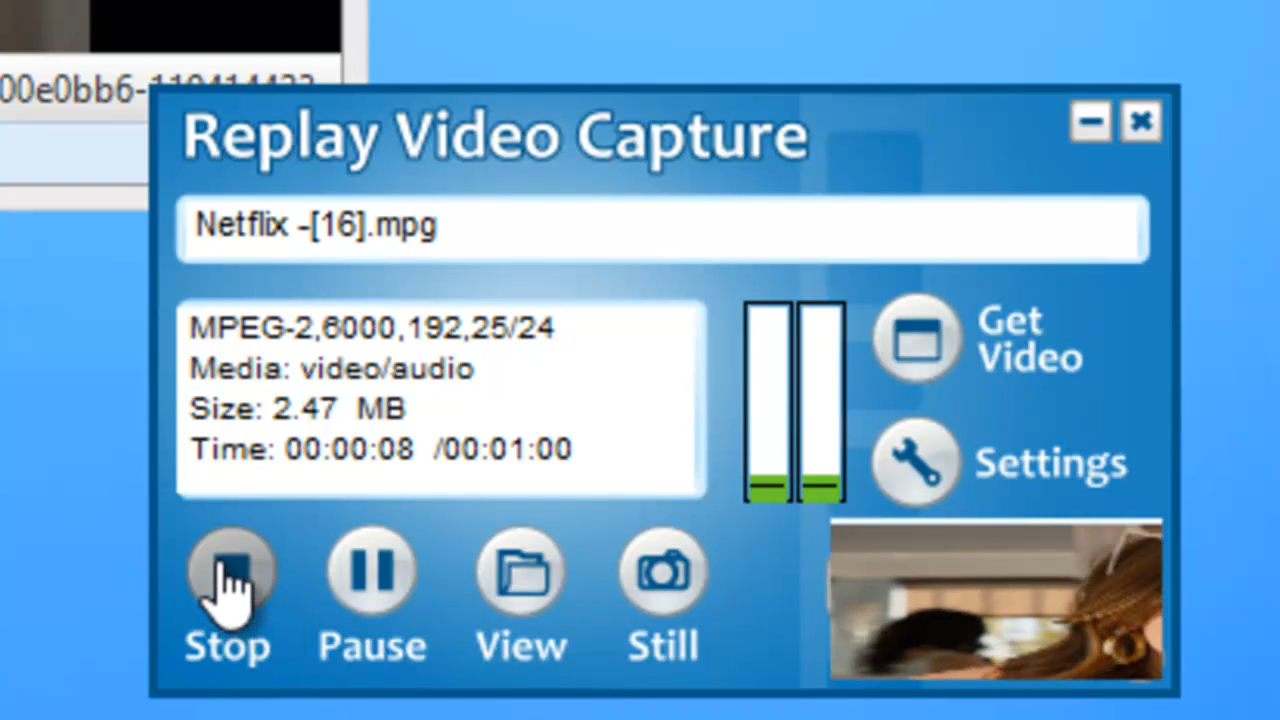 00e0bb6-
Replay Video Capture
Netflix -[16].mpg
MPEG-2,6000,192,25/24
Media: video/audio
Size: 2.47 MB
Time: 00:00:08 /00:01:00
Get
Video
Settings
Stop
Pause
View
Still